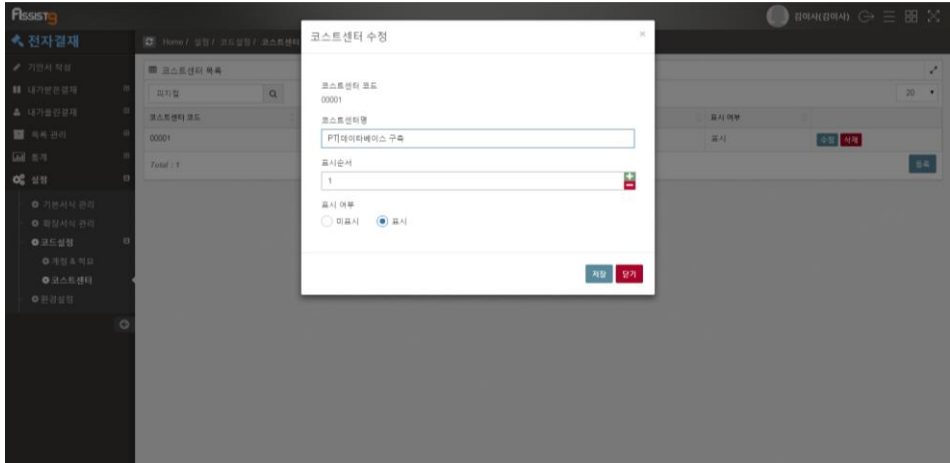 Assist9
김이사(김이사)
전자결재
Home / 설정 / 코드설정 / 코스트센터
기안서 작성
내가받은결재
내가올린결재
목록 관리
통계
설정
기본서식 관리
확장서식 관리
코드설정
계정 & 적요
코스트센터
환경설정
코스트센터 목록
피지컬
20
코스트센터 코드
표시 여부
00001
표시
수정 삭제
Total : 1
등록
코스트센터 수정
×
코스트센터 코드
00001
코스트센터명
PT데이타베이스 구축
표시순서
1
표시 여부
미표시 표시
저장 닫기